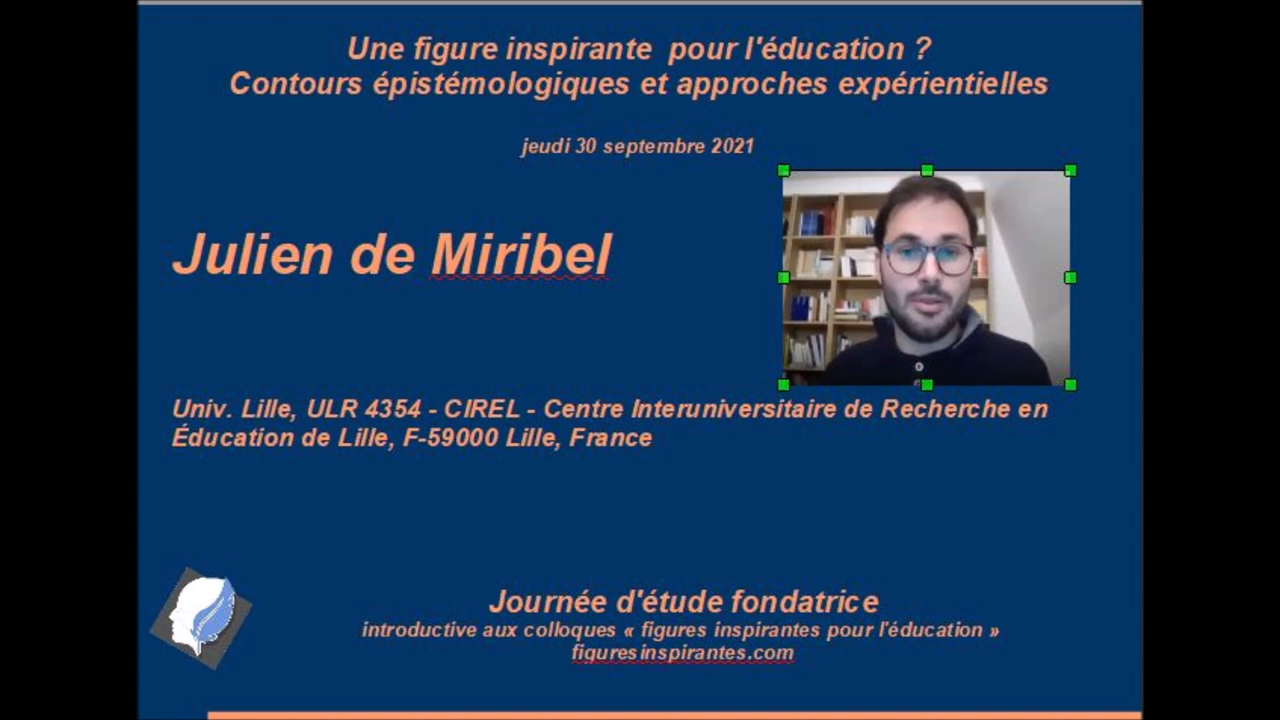 Une figure inspirante pour l'éducation ?
Contours épistémologiques et approches expérientielles
jeudi 30 septembre 2021
Julien de Miribel
Univ. Lille, ULR 4354 - CIREL - Centre Interuniversitaire de Recherche en
Éducation de Lille, F-59000 Lille, France
Journée d'étude fondatrice
introductive aux colloques « figures inspirantes pour l'éducation »
figuresinspirantes.com